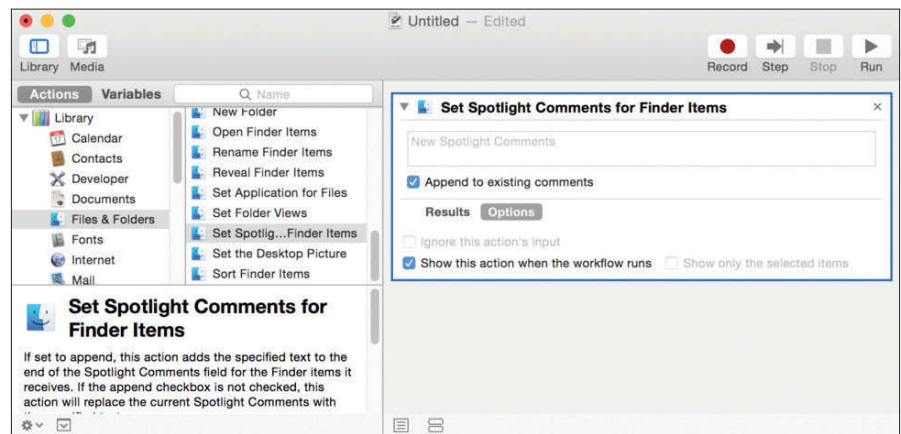 Untitled — Edited
Library Media
Record Step Stop Run
Actions Variables
Name
Library
Calendar
Contacts
Developer
Documents
Files & Folders
Fonts
Internet
Mail
New Folder
Open Finder Items
Rename Finder Items
Reveal Finder Items
Set Application for Files
Set Folder Views
Set Spotlig...Finder Items
Set the Desktop Picture
Sort Finder Items
Set Spotlight Comments for
Finder Items
If set to append, this action adds the specified text to the
end of the Spotlight Comments field for the Finder items it
receives. If the append checkbox is not checked, this
action will replace the current Spotlight Comments with
Set Spotlight Comments for Finder Items
New Spotlight Comments
Append to existing comments
Results Options
Ignore this action's input
Show this action when the workflow runs Show only the selected items